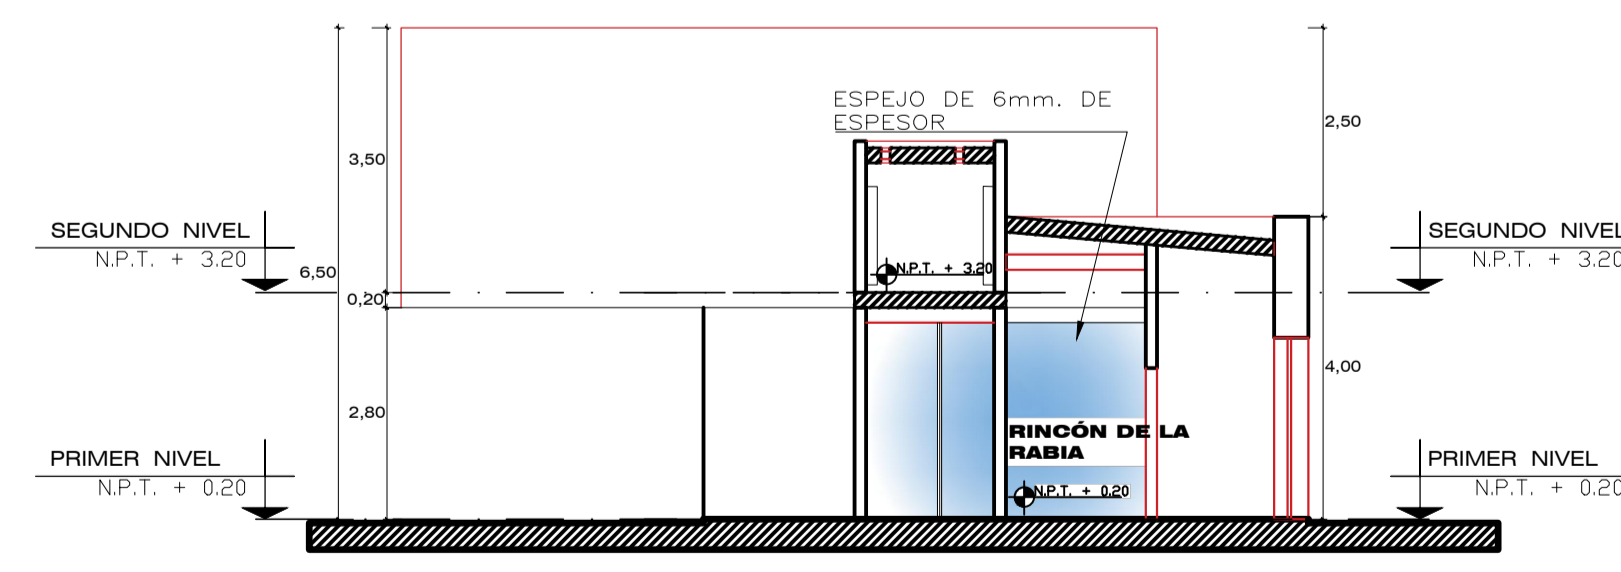 ESPEJO DE 6mm. DE
ESPESOR
2,50
3,50
SEGUNDO NIVEL
N.P.T. + 3.20
SEGUNDO NIVEL
N.P.T. + 3.20
6,50
N.P.T. + 3.20
0,20
4,00
2,80
RINCÓN DE LA
RABIA
PRIMER NIVEL
N.P.T. + 0.20
N.P.T. + 0.20
PRIMER NIVEL
N.P.T. + 0.20